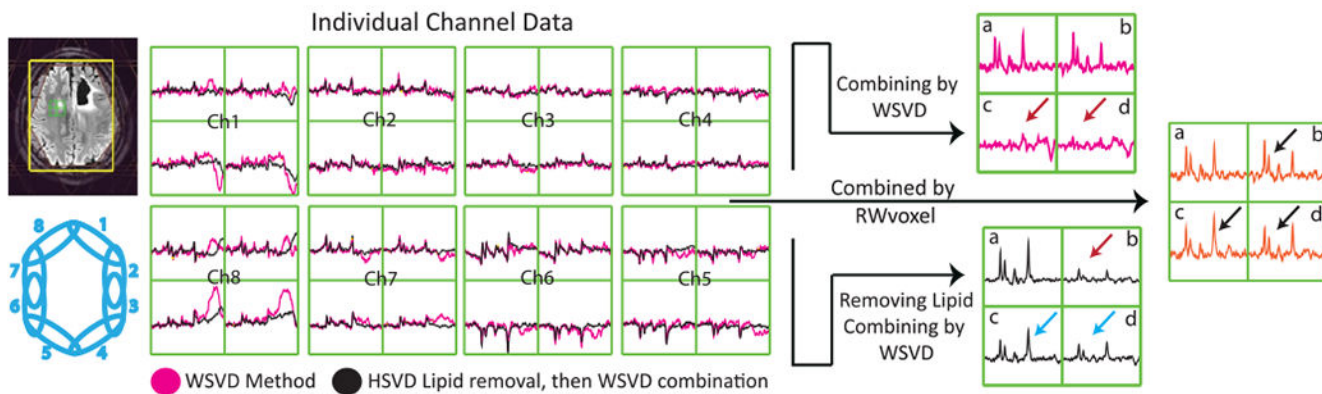 Individual Channel Data
Ch1
Ch2
Ch3
Ch4
Ch8
Ch7
Ch6
Ch5
8
1
7
2
6
3
5
4
WSVD Method
HSVD Lipid removal, then WSVD combination
Combining by
WSVD
Combined by
RWvoxel
Removing Lipid
Combining by
WSVD
a
b
c
d
a
b
c
d
a
b
c
d